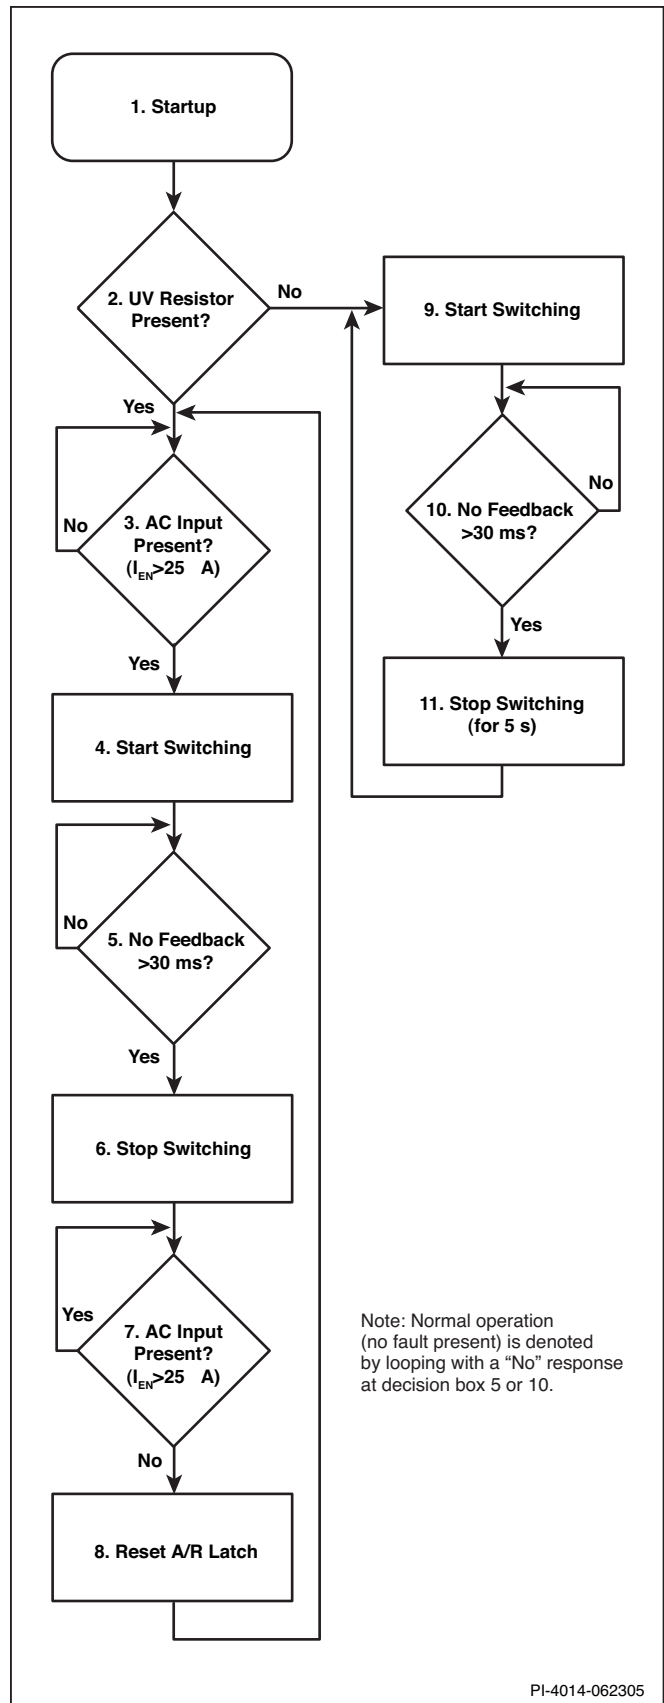 1. Startup
2. UV Resistor
Present?
No
Yes
No
3. AC Input
Present?
(I_EN>25 A)
Yes
4. Start Switching
No
5. No Feedback
>30 ms?
Yes
6. Stop Switching
Yes
7. AC Input
Present?
(I_EN>25 A)
No
8. Reset A/R Latch
9. Start Switching
No
10. No Feedback
>30 ms?
Yes
11. Stop Switching
(for 5 s)
Note: Normal operation
(no fault present) is denoted
by looping with a “No” response
at decision box 5 or 10.
PI-4014-062305